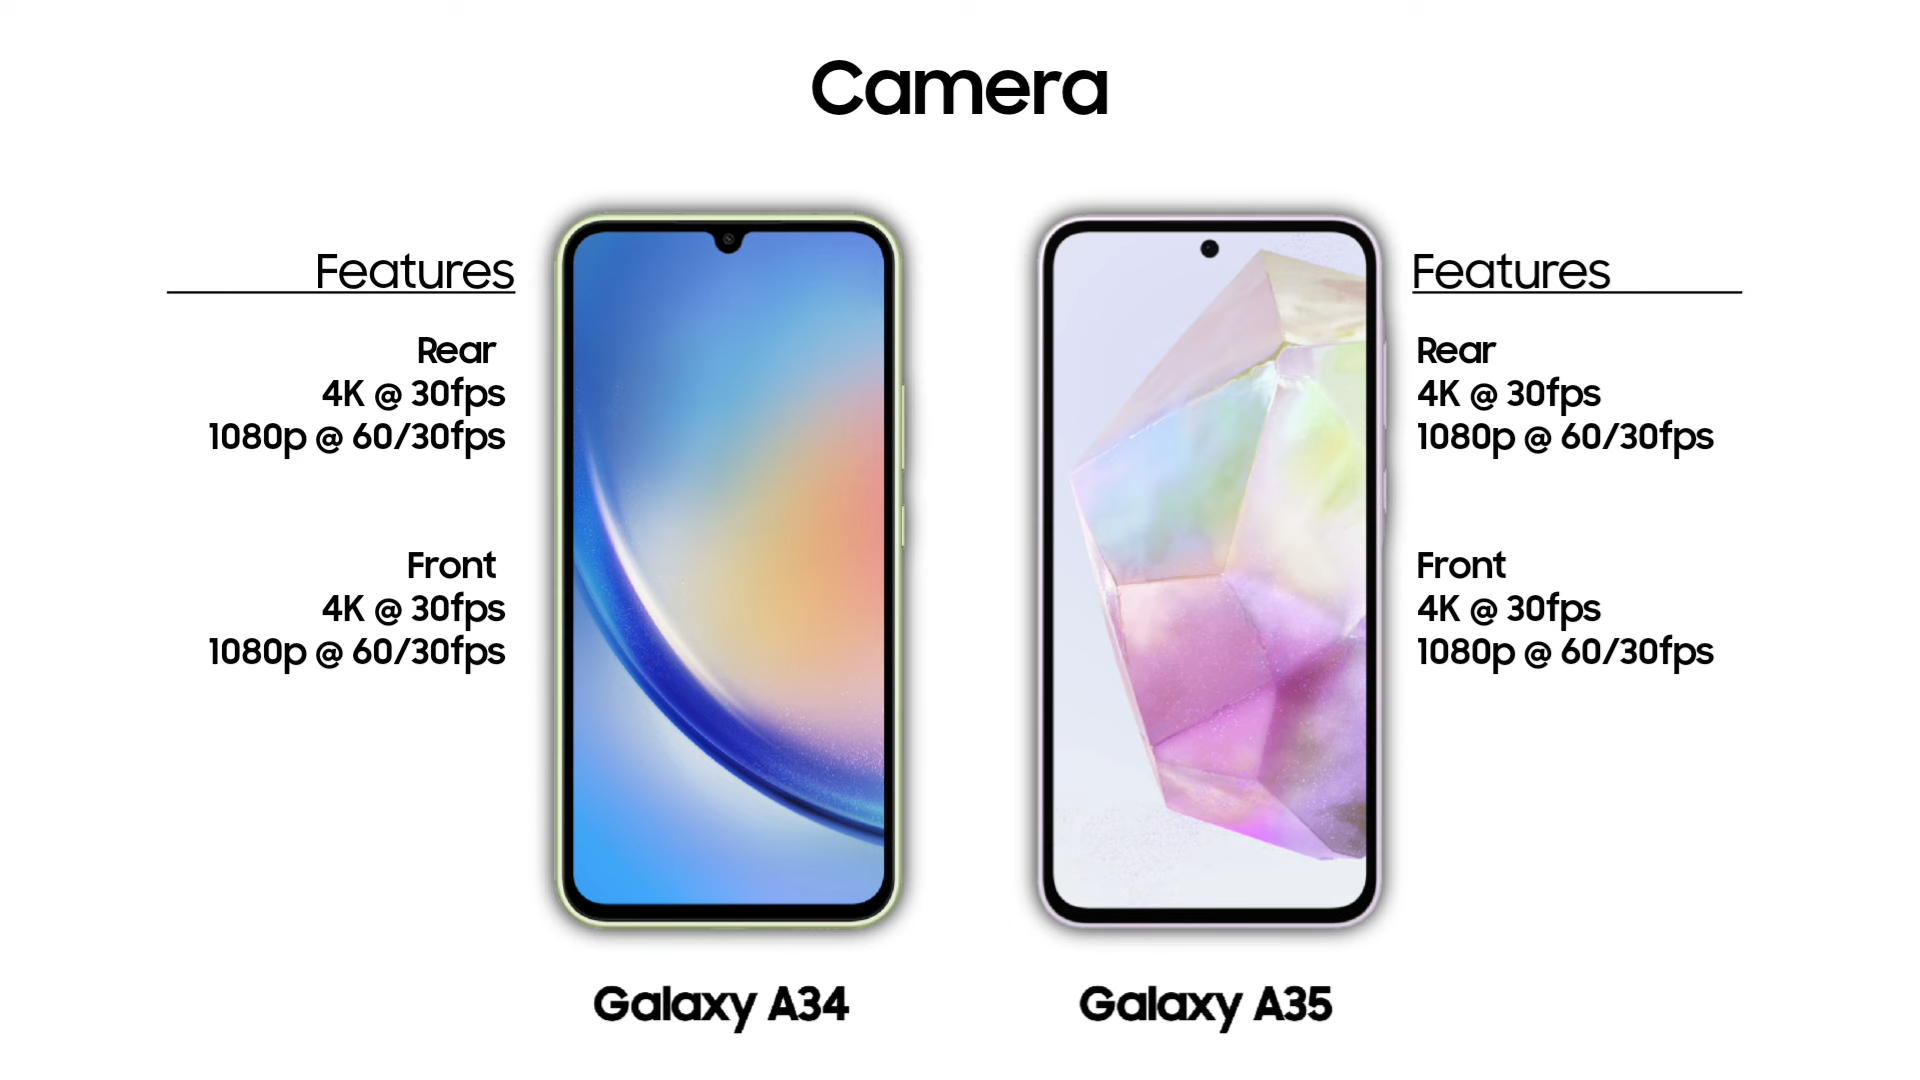 Camera
Features
Rear
4K @ 30fps
1080p @ 60/30fps
Front
4K @ 30fps
1080p @ 60/30fps
Galaxy A34
Features
Rear
4K @ 30fps
1080p @ 60/30fps
Front
4K @ 30fps
1080p @ 60/30fps
Galaxy A35